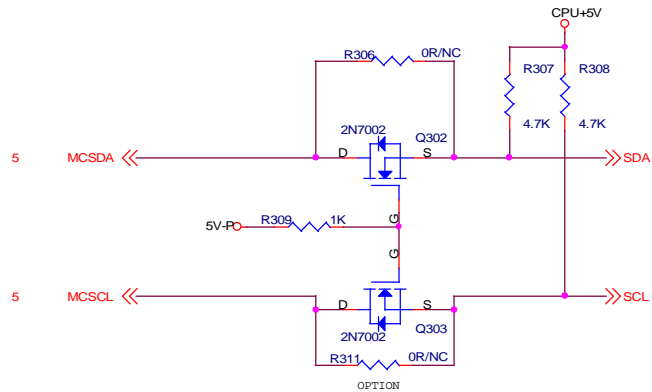 CPU+5V
R306 0R/NC
R307 R308
2N7002 Q302
4.7K 4.7K
5 MCSDA D S SDA
G
5V-P R309 1K
G
5 MCSCL D S SCL
2N7002 Q303
R311 0R/NC
OPTION